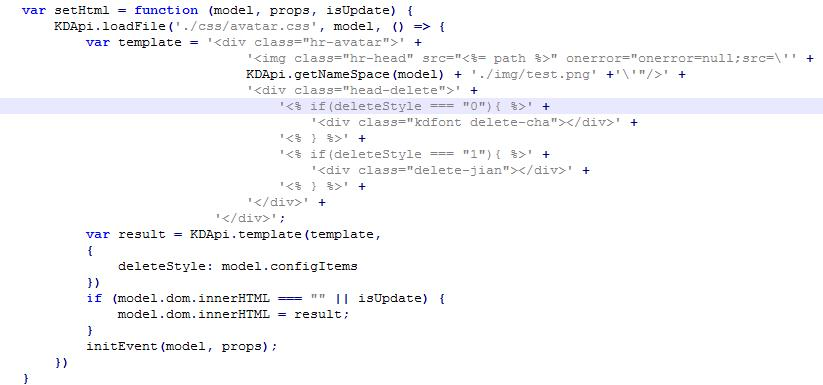 var setHtml = function (model, props, isUpdate) {
KDApi.loadFile('./css/avatar.css', model, () => {
var template = '<div class="hr-avatar">' +
'<img class="hr-head" src="<%= path %>" onerror="onerror=null;src=\'' +
KDApi.getNameSpace(model) + './img/test.png' +'\'"/>' +
'<div class="head-delete">' +
'<% if(deleteStyle === "0"){ %>' +
'<div class="kdfont delete-cha"></div>' +
'<% } %>' +
'<% if(deleteStyle === "1"){ %>' +
'<div class="delete-jian"></div>' +
'<% } %>' +
'</div>' +
'</div>';
var result = KDApi.template(template,
{
deleteStyle: model.configItems
})
if (model.dom.innerHTML === "" || isUpdate) {
model.dom.innerHTML = result;
}
initEvent(model, props);
})
}